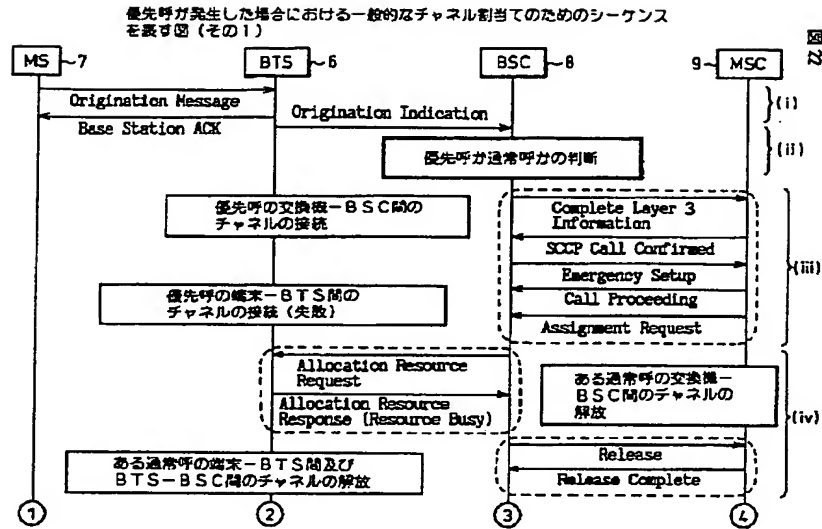 優先呼が発生した場合における一般的なチャネル割当てのためのシーケンス
を表す図(その1)
図22
MS ~7
BTS ~6
BSC ~8
9~ MSC
Origination Message
Base Station ACK
Origination Indication
(i)
優先呼か通常呼かの判断
(ii)
優先呼の交換機-BSC間の
チャネルの接続
Complete Layer 3
Information
SCCP Call Confirmed
Emergency Setup
Call Proceeding
Assignment Request
(iii)
優先呼の端末-BTS間の
チャネルの接続(失敗)
Allocation Resource
Request
Allocation Resource
Response (Resource Busy)
ある通常呼の交換機-
BSC間のチャネルの
解放
(iv)
ある通常呼の端末-BTS間及び
BTS-BSC間のチャネルの解放
Release
Release Complete
①
②
③
④